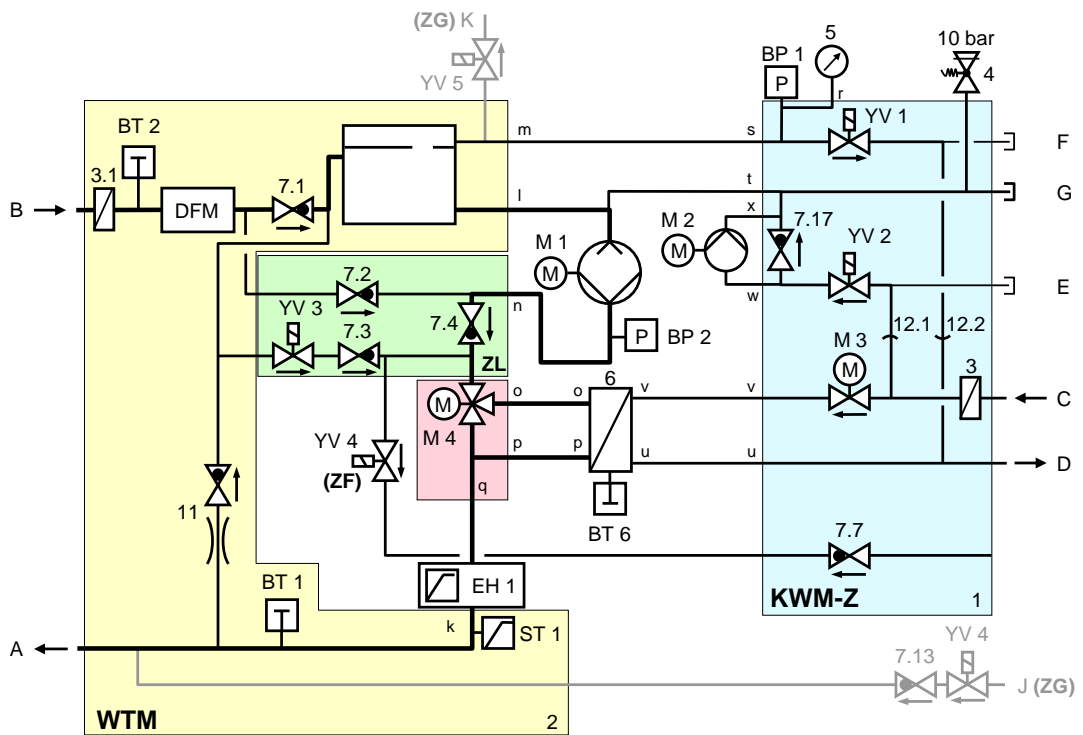 (ZG) K
5
10 bar
BP 1
YV 5
P
4
r
YV 1
BT 2
m
s
F
3.1
7.1
t
B
DFM
l
G
x
M 2
7.17
YV 2
M 1
M
M
7.2
w
E
YV 3
n
7.4
12.1
12.2
7.3
P
BP 2
M 3
ZL
6
M
3
M
o
o
v
v
C
M 4
YV 4
p
p
u
u
D
(ZF)
q
11
BT 6
7.7
BT 1
EH 1
KWM-Z
1
k
ST 1
A
7.13
YV 4
J (ZG)
WTM
2